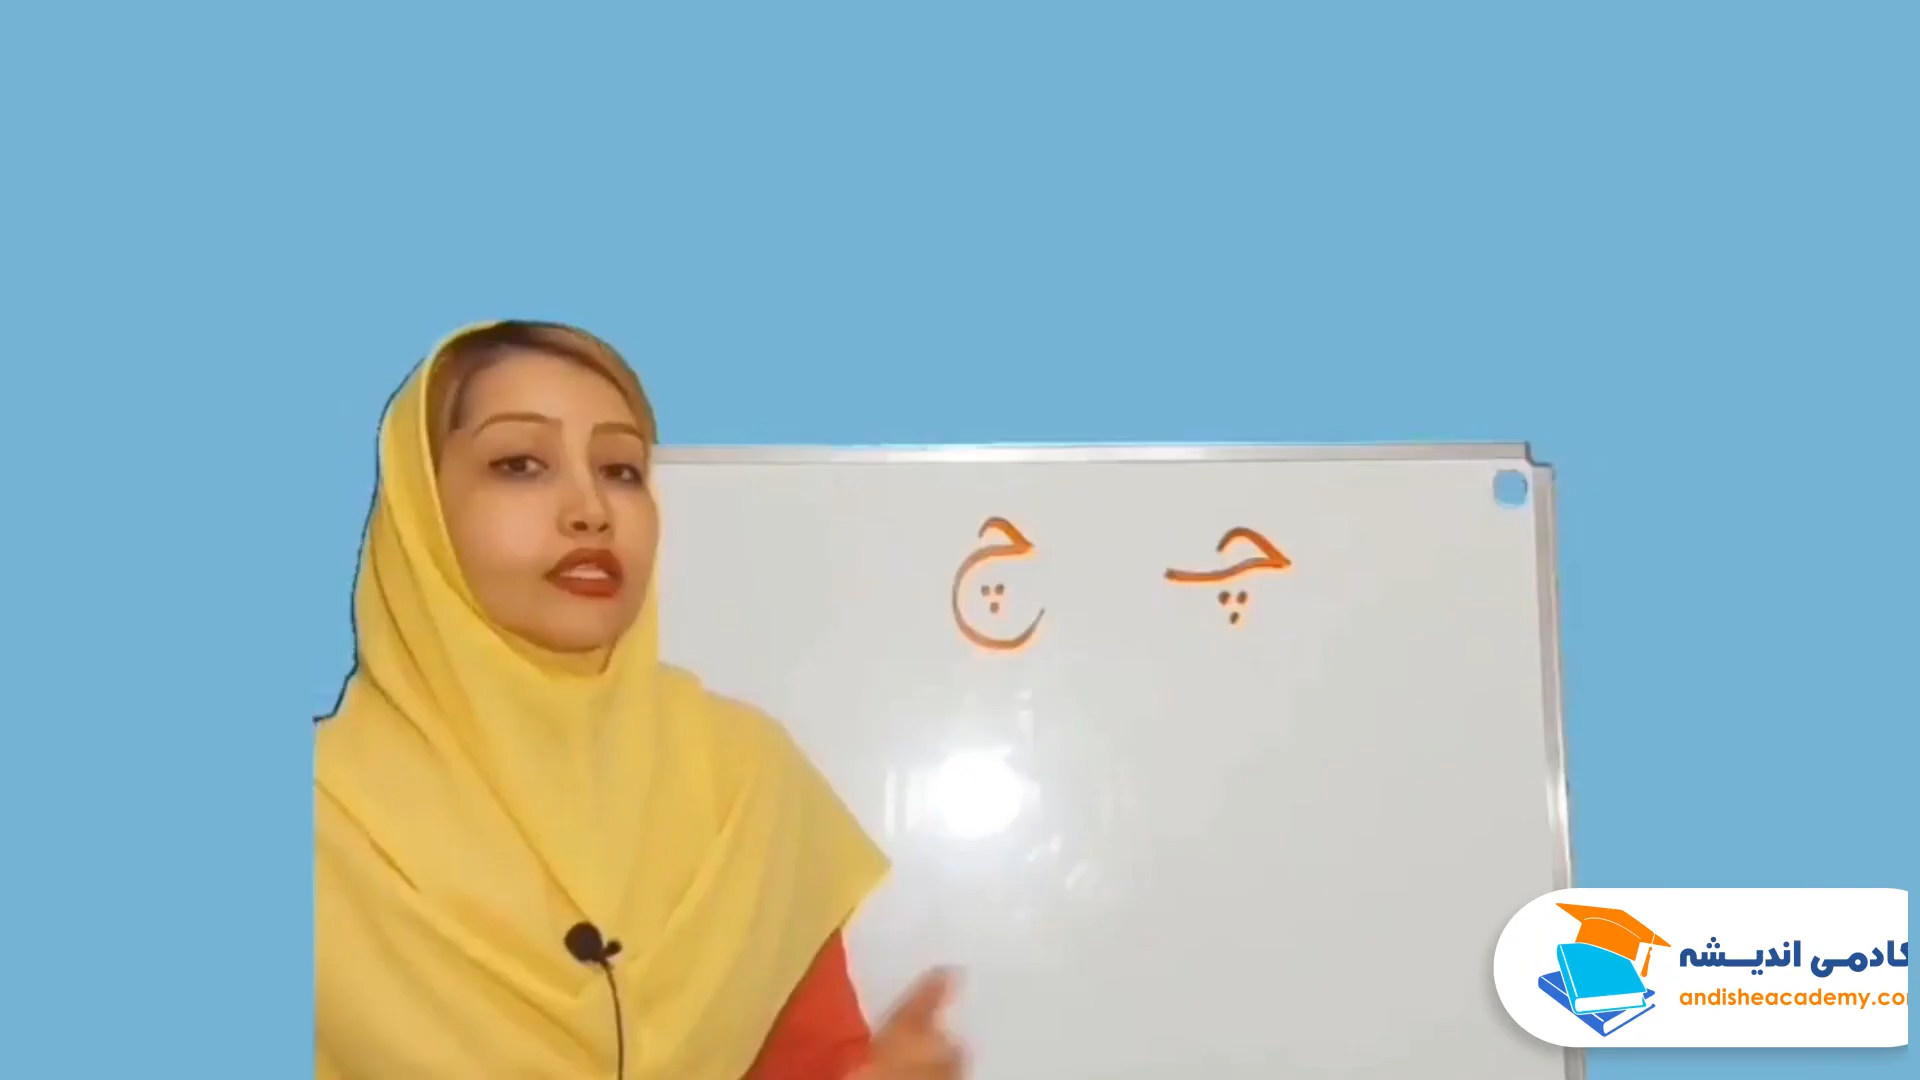 چـ چ
کادمی اندیشه
andisheacademy.co